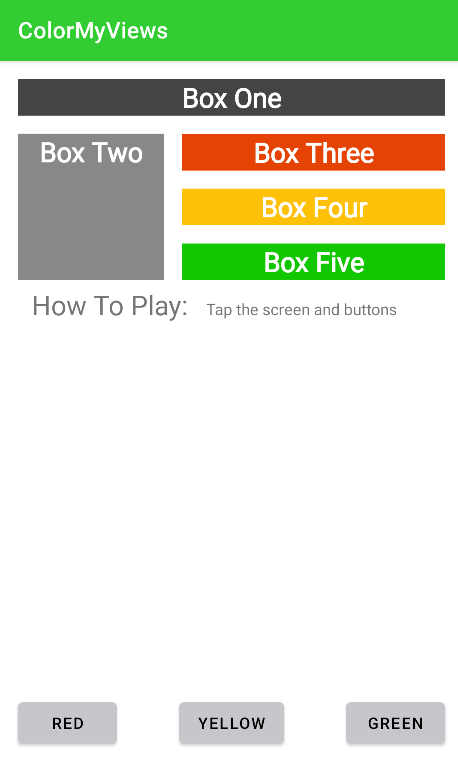 ColorMyViews
Box One
Box Two
Box Three
Box Four
Box Five
How To Play: Tap the screen and buttons
RED YELLOW GREEN